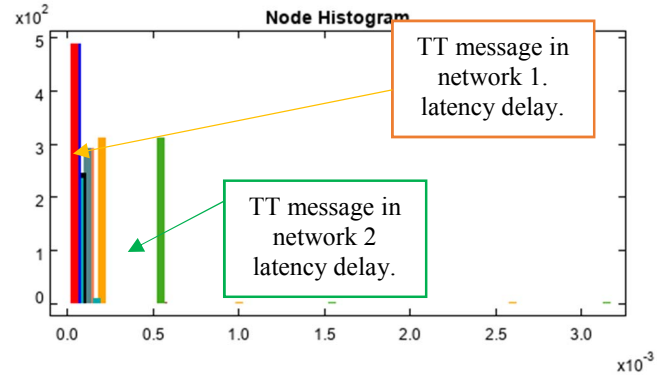 x10²
Node Histogram
5
4
3
2
1
0
TT message in
network 1.
latency delay.
TT message in
network 2
latency delay.
0.0 0.5 1.0 1.5 2.0 2.5 3.0
x10⁻³